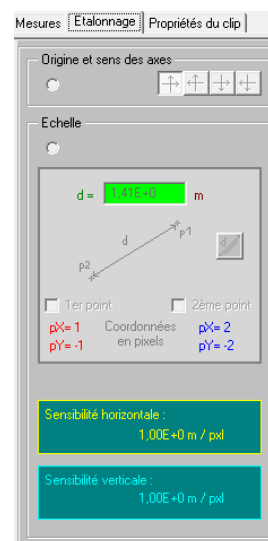 Mesures Etalonnage Propriétés du clip
Origine et sens des axes
Echelle
d = 1,41E+0 m
d
p1
d
p2
1er point 2ème point
pX= 1 Coordonnées pX= 2
pY= -1 en pixels pY= -2
Sensibilité horizontale :
1,00E+0 m / pxl
Sensibilité verticale :
1,00E+0 m / pxl